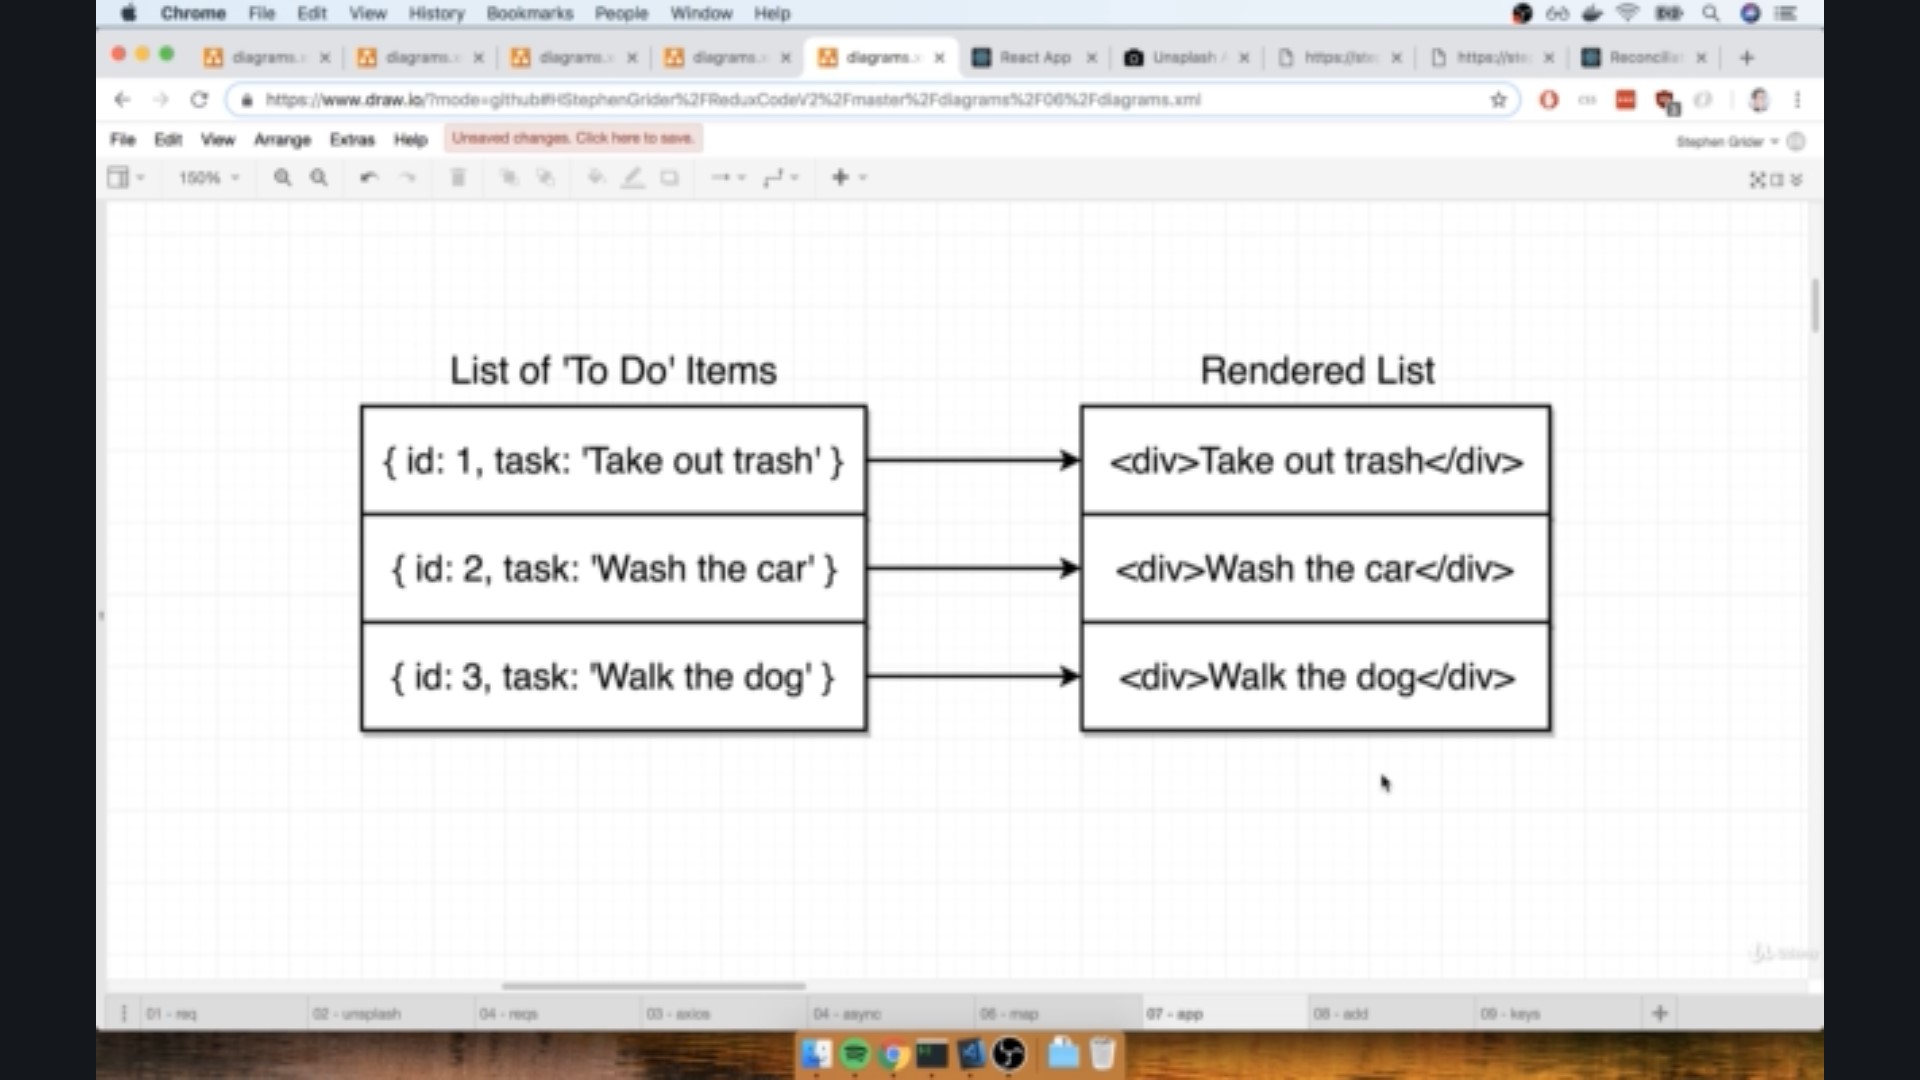 Chrome File Edit View History Bookmarks People Window Help
diagrams. diagrams. diagrams. diagrams. diagrams. React App Unsplash https://ste https://ste Reconcilia
https://www.draw.io/?mode=github#HStephenGrider%2FReduxCodeV2%2Fmaster%2Fdiagrams%2F06%2Fdiagrams.xml
File Edit View Arrange Extras Help Unsaved changes. Click here to save. Stephen Grider
150%
List of 'To Do' Items Rendered List
{ id: 1, task: 'Take out trash' } <div>Take out trash</div>
{ id: 2, task: 'Wash the car' } <div>Wash the car</div>
{ id: 3, task: 'Walk the dog' } <div>Walk the dog</div>
01 - req 02 - unsplash 04 - reqs 03 - axios 04 - async 06 - map 07 - app 08 - add 09 - keys